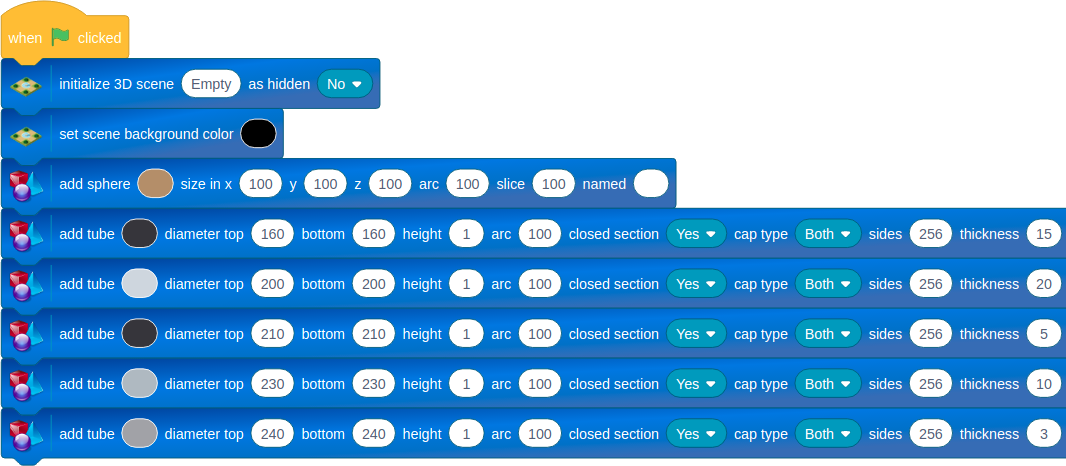 when clicked
initialize 3D scene Empty as hidden No
set scene background color
add sphere size in x 100 y 100 z 100 arc 100 slice 100 named
add tube diameter top 160 bottom 160 height 1 arc 100 closed section Yes cap type Both sides 256 thickness 15
add tube diameter top 200 bottom 200 height 1 arc 100 closed section Yes cap type Both sides 256 thickness 20
add tube diameter top 210 bottom 210 height 1 arc 100 closed section Yes cap type Both sides 256 thickness 5
add tube diameter top 230 bottom 230 height 1 arc 100 closed section Yes cap type Both sides 256 thickness 10
add tube diameter top 240 bottom 240 height 1 arc 100 closed section Yes cap type Both sides 256 thickness 3